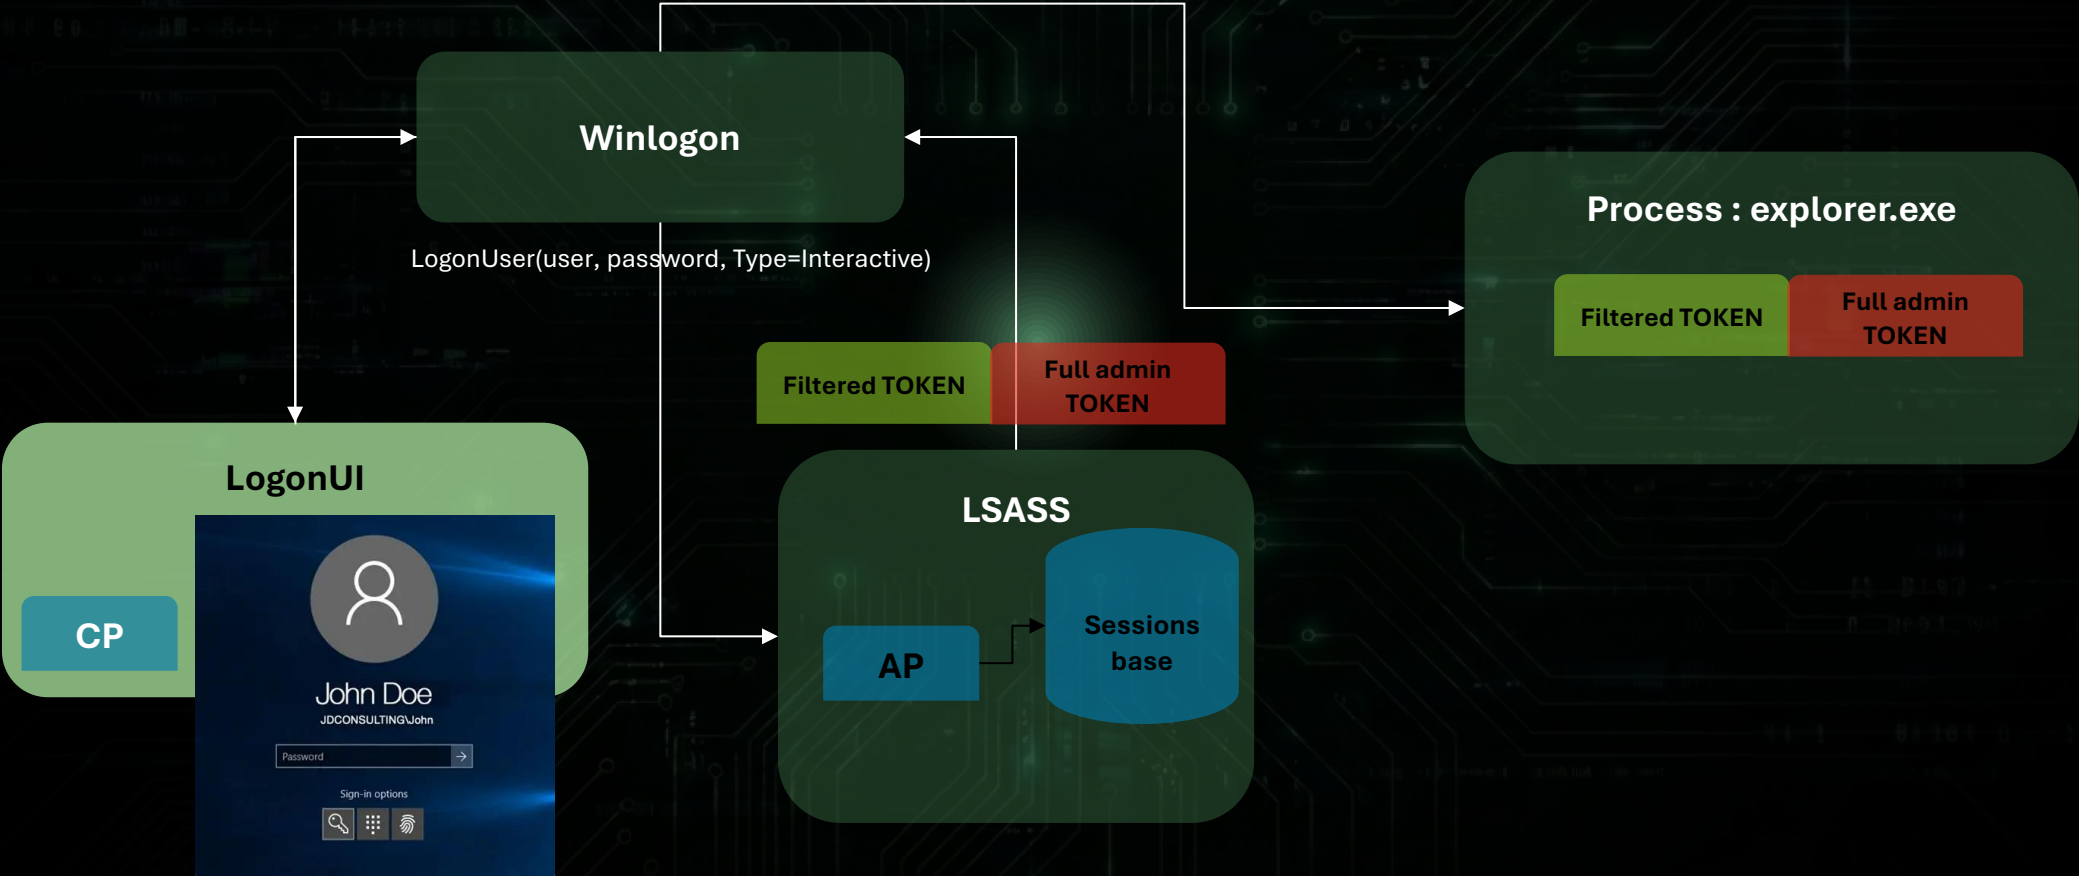 Winlogon
LogonUser(user, password, Type=Interactive)
Process : explorer.exe
Filtered TOKEN
Full admin
TOKEN
Filtered TOKEN
Full admin
TOKEN
LogonUI
CP
John Doe
JDCONSULTING\John
Password
Sign-in options
LSASS
AP
Sessions
base